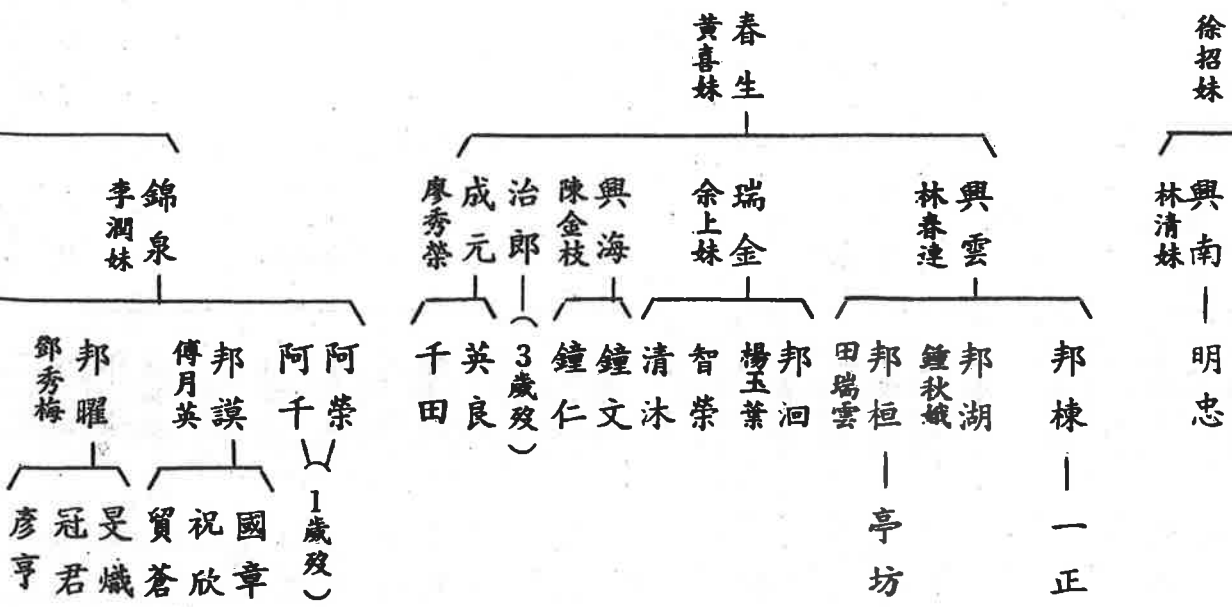 徐招妹
春生
黃喜妹
興南
林清妹
興雲
林春連
瑞金
余上妹
興海
陳金枝
治郎
成元
廖秀榮
錦泉
李潤妹
明忠
邦棟
邦湖
鍾秋娥
邦桓
田瑞雲
邦洄
楊玉葉
智榮
清沐
鐘文
鐘仁
(3歲歿)
英良
千田
阿榮
阿千
邦謨
傅月英
邦曜
鄧秀梅
一正
亭坊
(1歲歿)
國章
祝欣
貿蒼
旻熾
冠君
彥亨